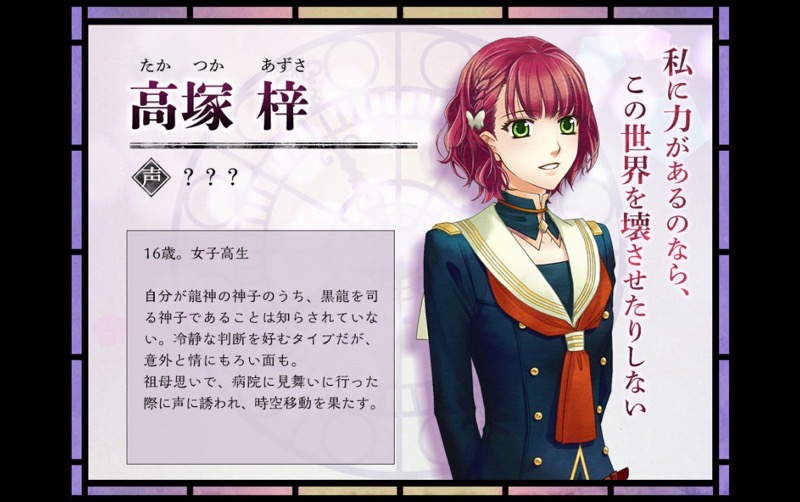 たか つか あずさ
高塚 梓
声 ？？？
16歳。女子高生
自分が龍神の神子のうち、黒龍を司
る神子であることは知らされていな
い。冷静な判断を好むタイプだが、
意外と情にもろい面も。
祖母思いで、病院に見舞いに行った
際に声に誘われ、時空移動を果たす。
私に力があるのなら、
この世界を壊させたりしない